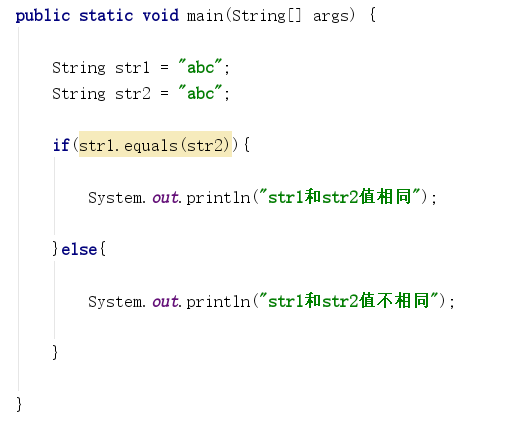 public static void main(String[] args) {
String str1 = "abc";
String str2 = "abc";
if(str1.equals(str2)){
System.out.println("str1和str2值相同");
}else{
System.out.println("str1和str2值不相同");
}
}